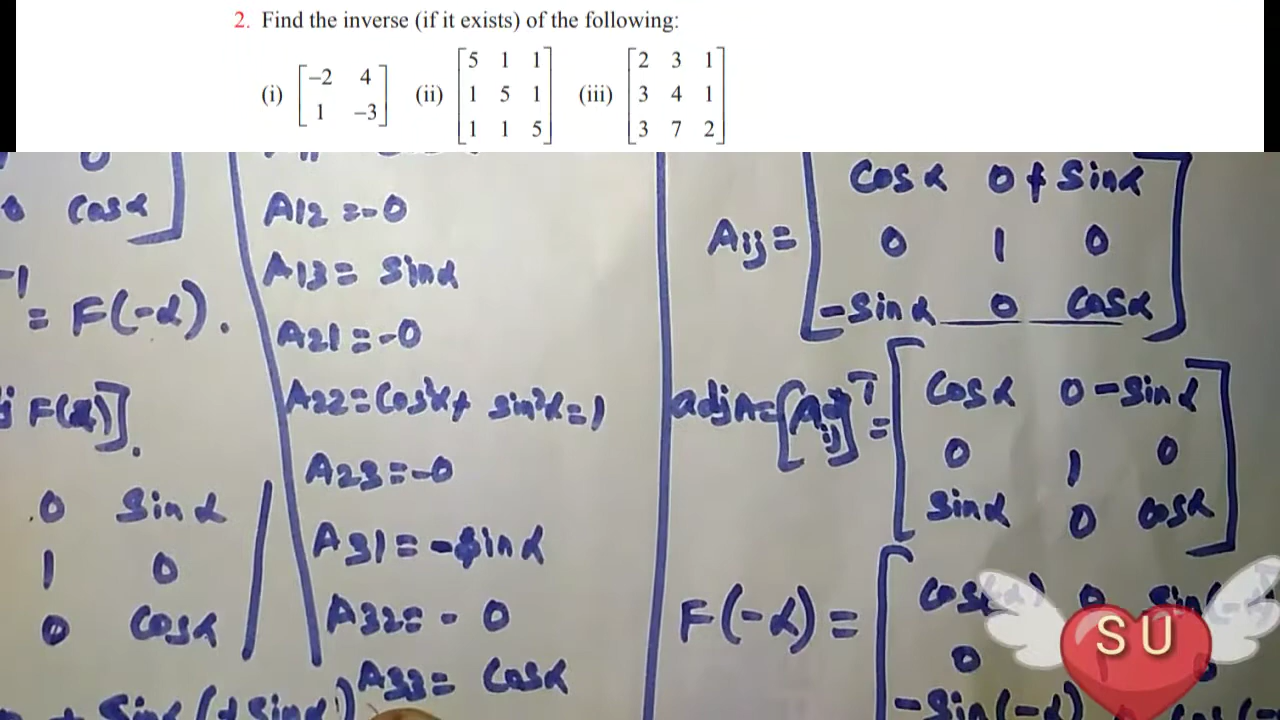 2. Find the inverse (if it exists) of the following:
(i) [−2 4
1 −3]
(ii) [5 1 1
1 5 1
1 1 5]
(iii) [2 3 1
3 4 1
3 7 2]
0
0 cosα]
-1
= F(-α).
F(α)].
0 Sinα
1 0
0 cosα
A12 = -0
A13 = sinα
A21 = -0
A22 = cos²α + sin²α = 1
A23 = -0
A31 = -sinα
A32 = - 0
A33 = cosα
Aij = [cosα 0 + sinα
0 1 0
-sinα 0 cosα]
adjA = [Aij]^T = [cosα 0 -sinα
0 1 0
sinα 0 cosα]
F(-α) = [
0
-Sin(-α)
SU